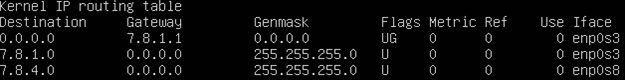 Kernel IP routing table
Destination     Gateway         Genmask         Flags Metric Ref    Use Iface
0.0.0.0         7.8.1.1         0.0.0.0         UG    0      0        0 enp0s3
7.8.1.0         0.0.0.0         255.255.255.0   U     0      0        0 enp0s3
7.8.4.0         0.0.0.0         255.255.255.0   U     0      0        0 enp0s8